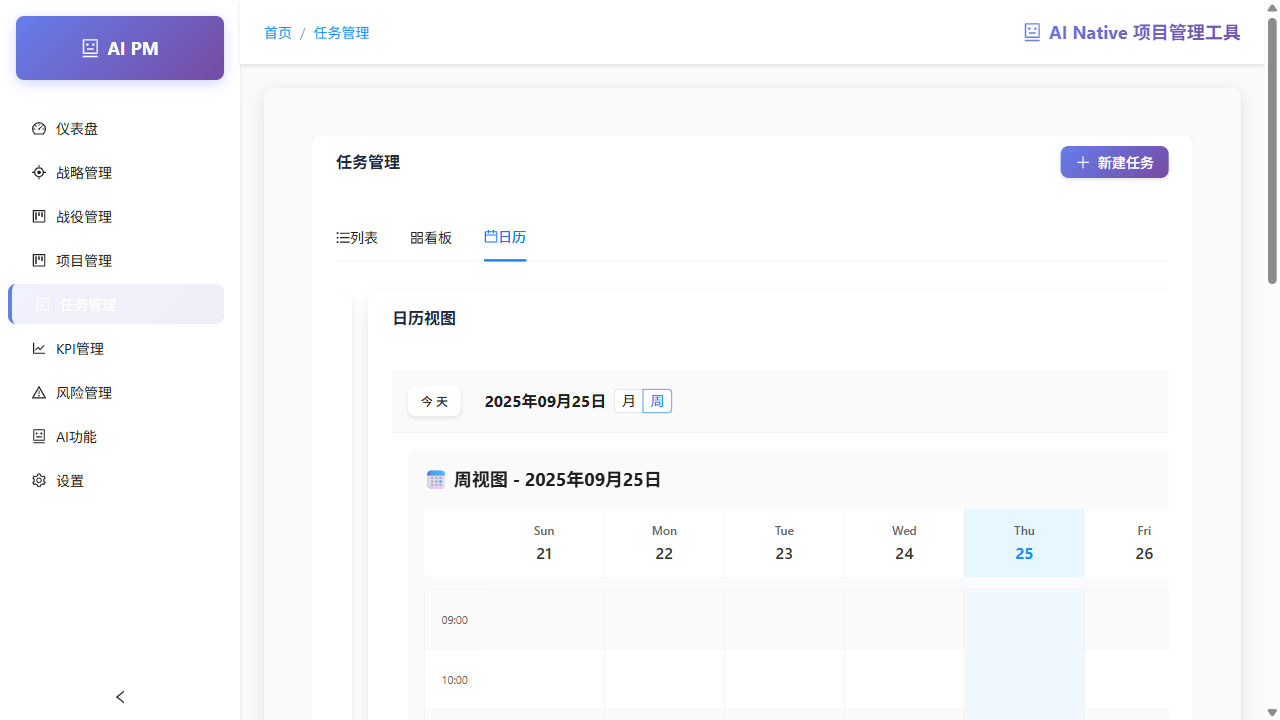 AI PM
首页 / 任务管理
AI Native 项目管理工具
仪表盘
战略管理
战役管理
项目管理
任务管理
KPI管理
风险管理
AI功能
设置
任务管理
新建任务
列表 看板 日历
日历视图
今天 2025年09月25日 月 周
周视图 - 2025年09月25日
Sun Mon Tue Wed Thu Fri
21 22 23 24 25 26
09:00
10:00